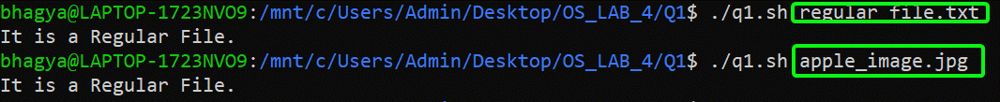 bhagya@LAPTOP-1723NVO9:/mnt/c/Users/Admin/Desktop/OS_LAB_4/Q1$ ./q1.sh regular_file.txt
It is a Regular File.
bhagya@LAPTOP-1723NVO9:/mnt/c/Users/Admin/Desktop/OS_LAB_4/Q1$ ./q1.sh apple_image.jpg
It is a Regular File.